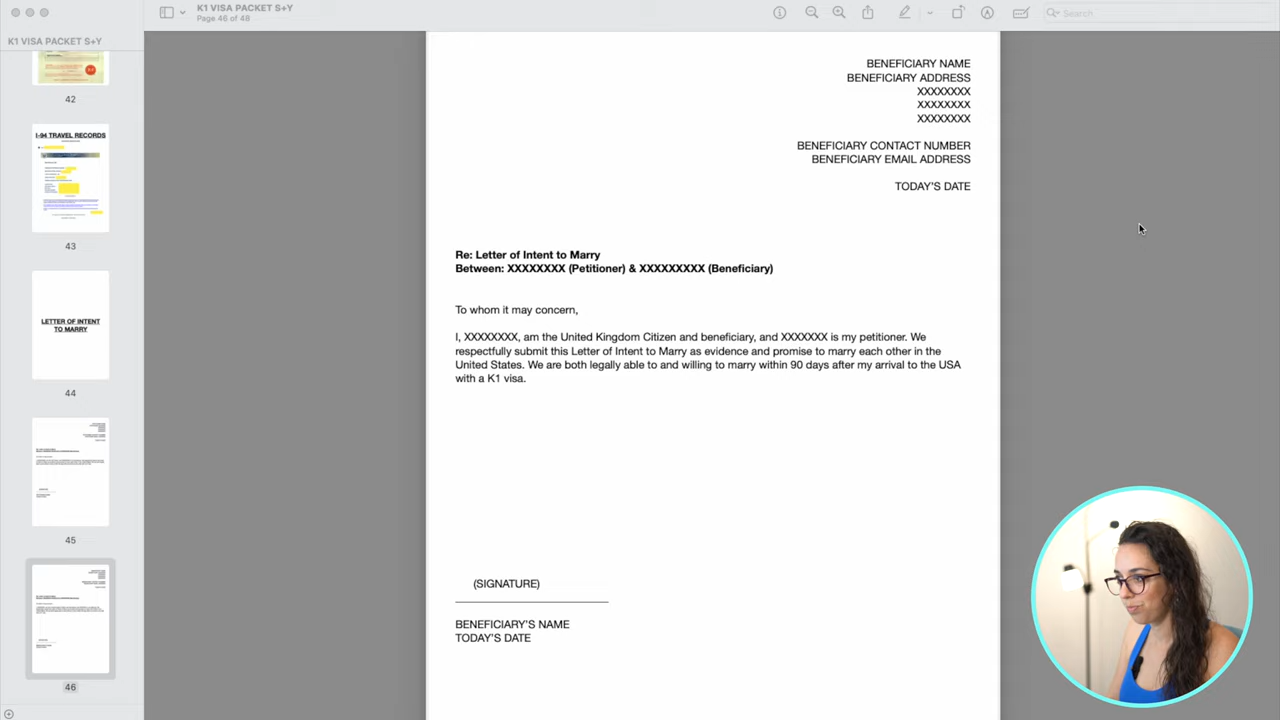 K1 VISA PACKET S+Y
Page 46 of 48
Search
K1 VISA PACKET S+Y
42
I-94 TRAVEL RECORDS
43
LETTER OF INTENT
TO MARRY
44
45
46
BENEFICIARY NAME
BENEFICIARY ADDRESS
XXXXXXXX
XXXXXXXX
XXXXXXXX
BENEFICIARY CONTACT NUMBER
BENEFICIARY EMAIL ADDRESS
TODAY'S DATE
Re: Letter of Intent to Marry
Between: XXXXXXXX (Petitioner) & XXXXXXXXX (Beneficiary)
To whom it may concern,
I, XXXXXXXX, am the United Kingdom Citizen and beneficiary, and XXXXXXX is my petitioner. We
respectfully submit this Letter of Intent to Marry as evidence and promise to marry each other in the
United States. We are both legally able to and willing to marry within 90 days after my arrival to the USA
with a K1 visa.
(SIGNATURE)
BENEFICIARY'S NAME
TODAY'S DATE